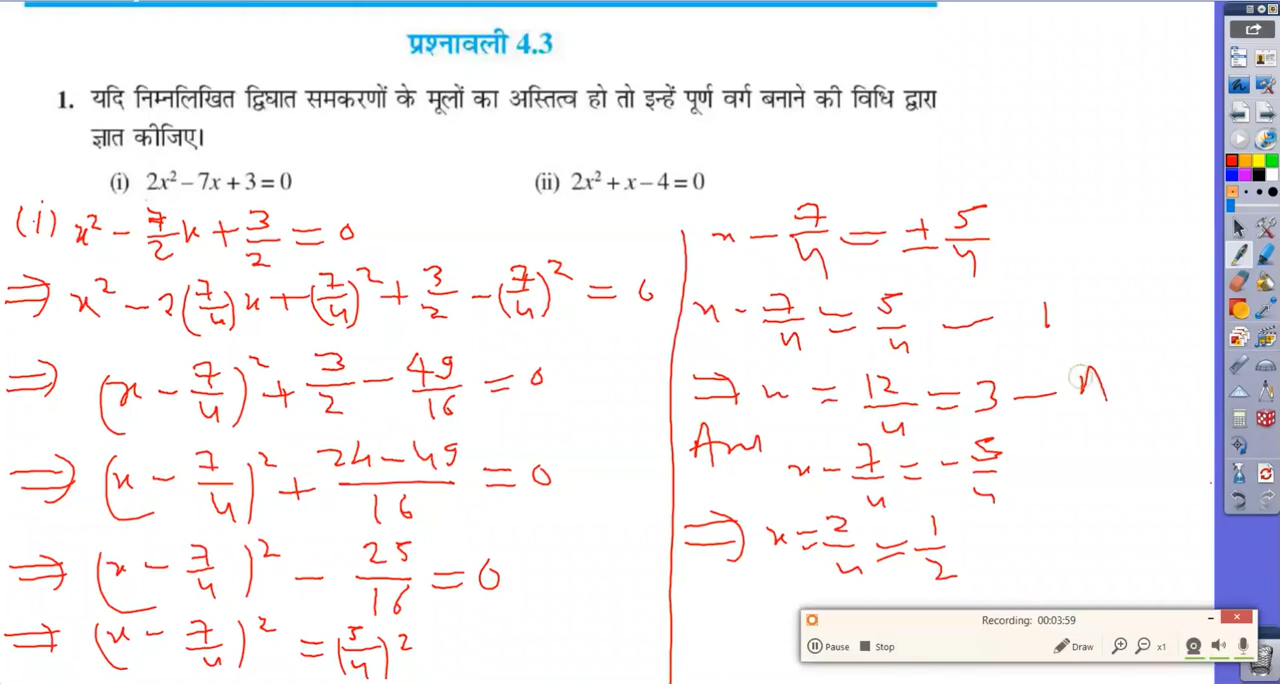 प्रश्नावली 4.3
1. यदि निम्नलिखित द्विघात समकरणों के मूलों का अस्तित्व हो तो इन्हें पूर्ण वर्ग बनाने की विधि द्वारा
ज्ञात कीजिए।
(i) 2x² – 7x + 3 = 0 (ii) 2x² + x – 4 = 0
(i) x² - 7/2 x + 3/2 = 0
⇒ x² - 2(7/4)x + (7/4)² + 3/2 - (7/4)² = 0
⇒ (x - 7/4)² + 3/2 - 49/16 = 0
⇒ (x - 7/4)² + (24-49)/16 = 0
⇒ (x - 7/4)² - 25/16 = 0
⇒ (x - 7/4)² = (5/4)²
x - 7/4 = ± 5/4
x - 7/4 = 5/4 — 1
⇒ x = 12/4 = 3 —
Ans
x - 7/4 = - 5/4
⇒ x = 2/4 = 1/2
Recording: 00:03:59
Pause Stop Draw x1